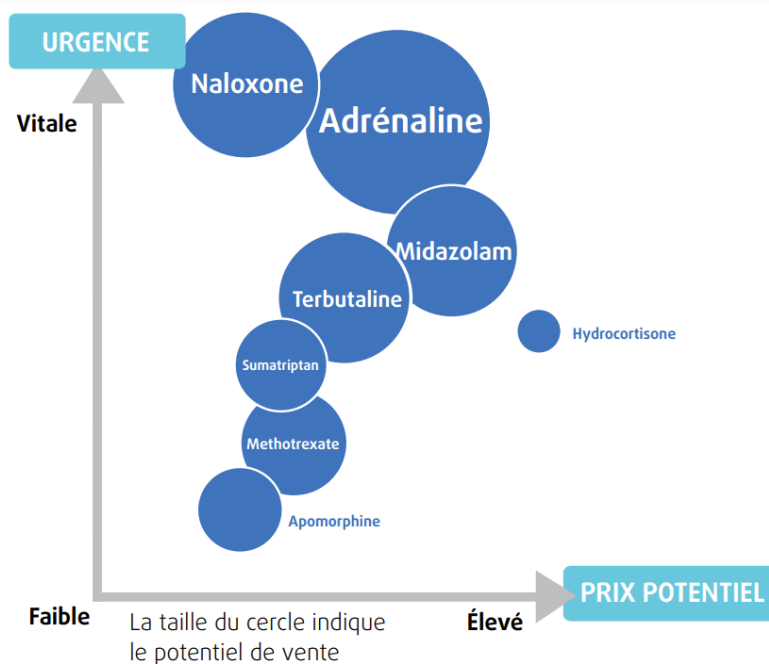 URGENCE
Vitale
Naloxone
Adrénaline
Midazolam
Terbutaline
Hydrocortisone
Sumatriptan
Methotrexate
Apomorphine
PRIX POTENTIEL
Faible
La taille du cercle indique
le potentiel de vente
Élevé